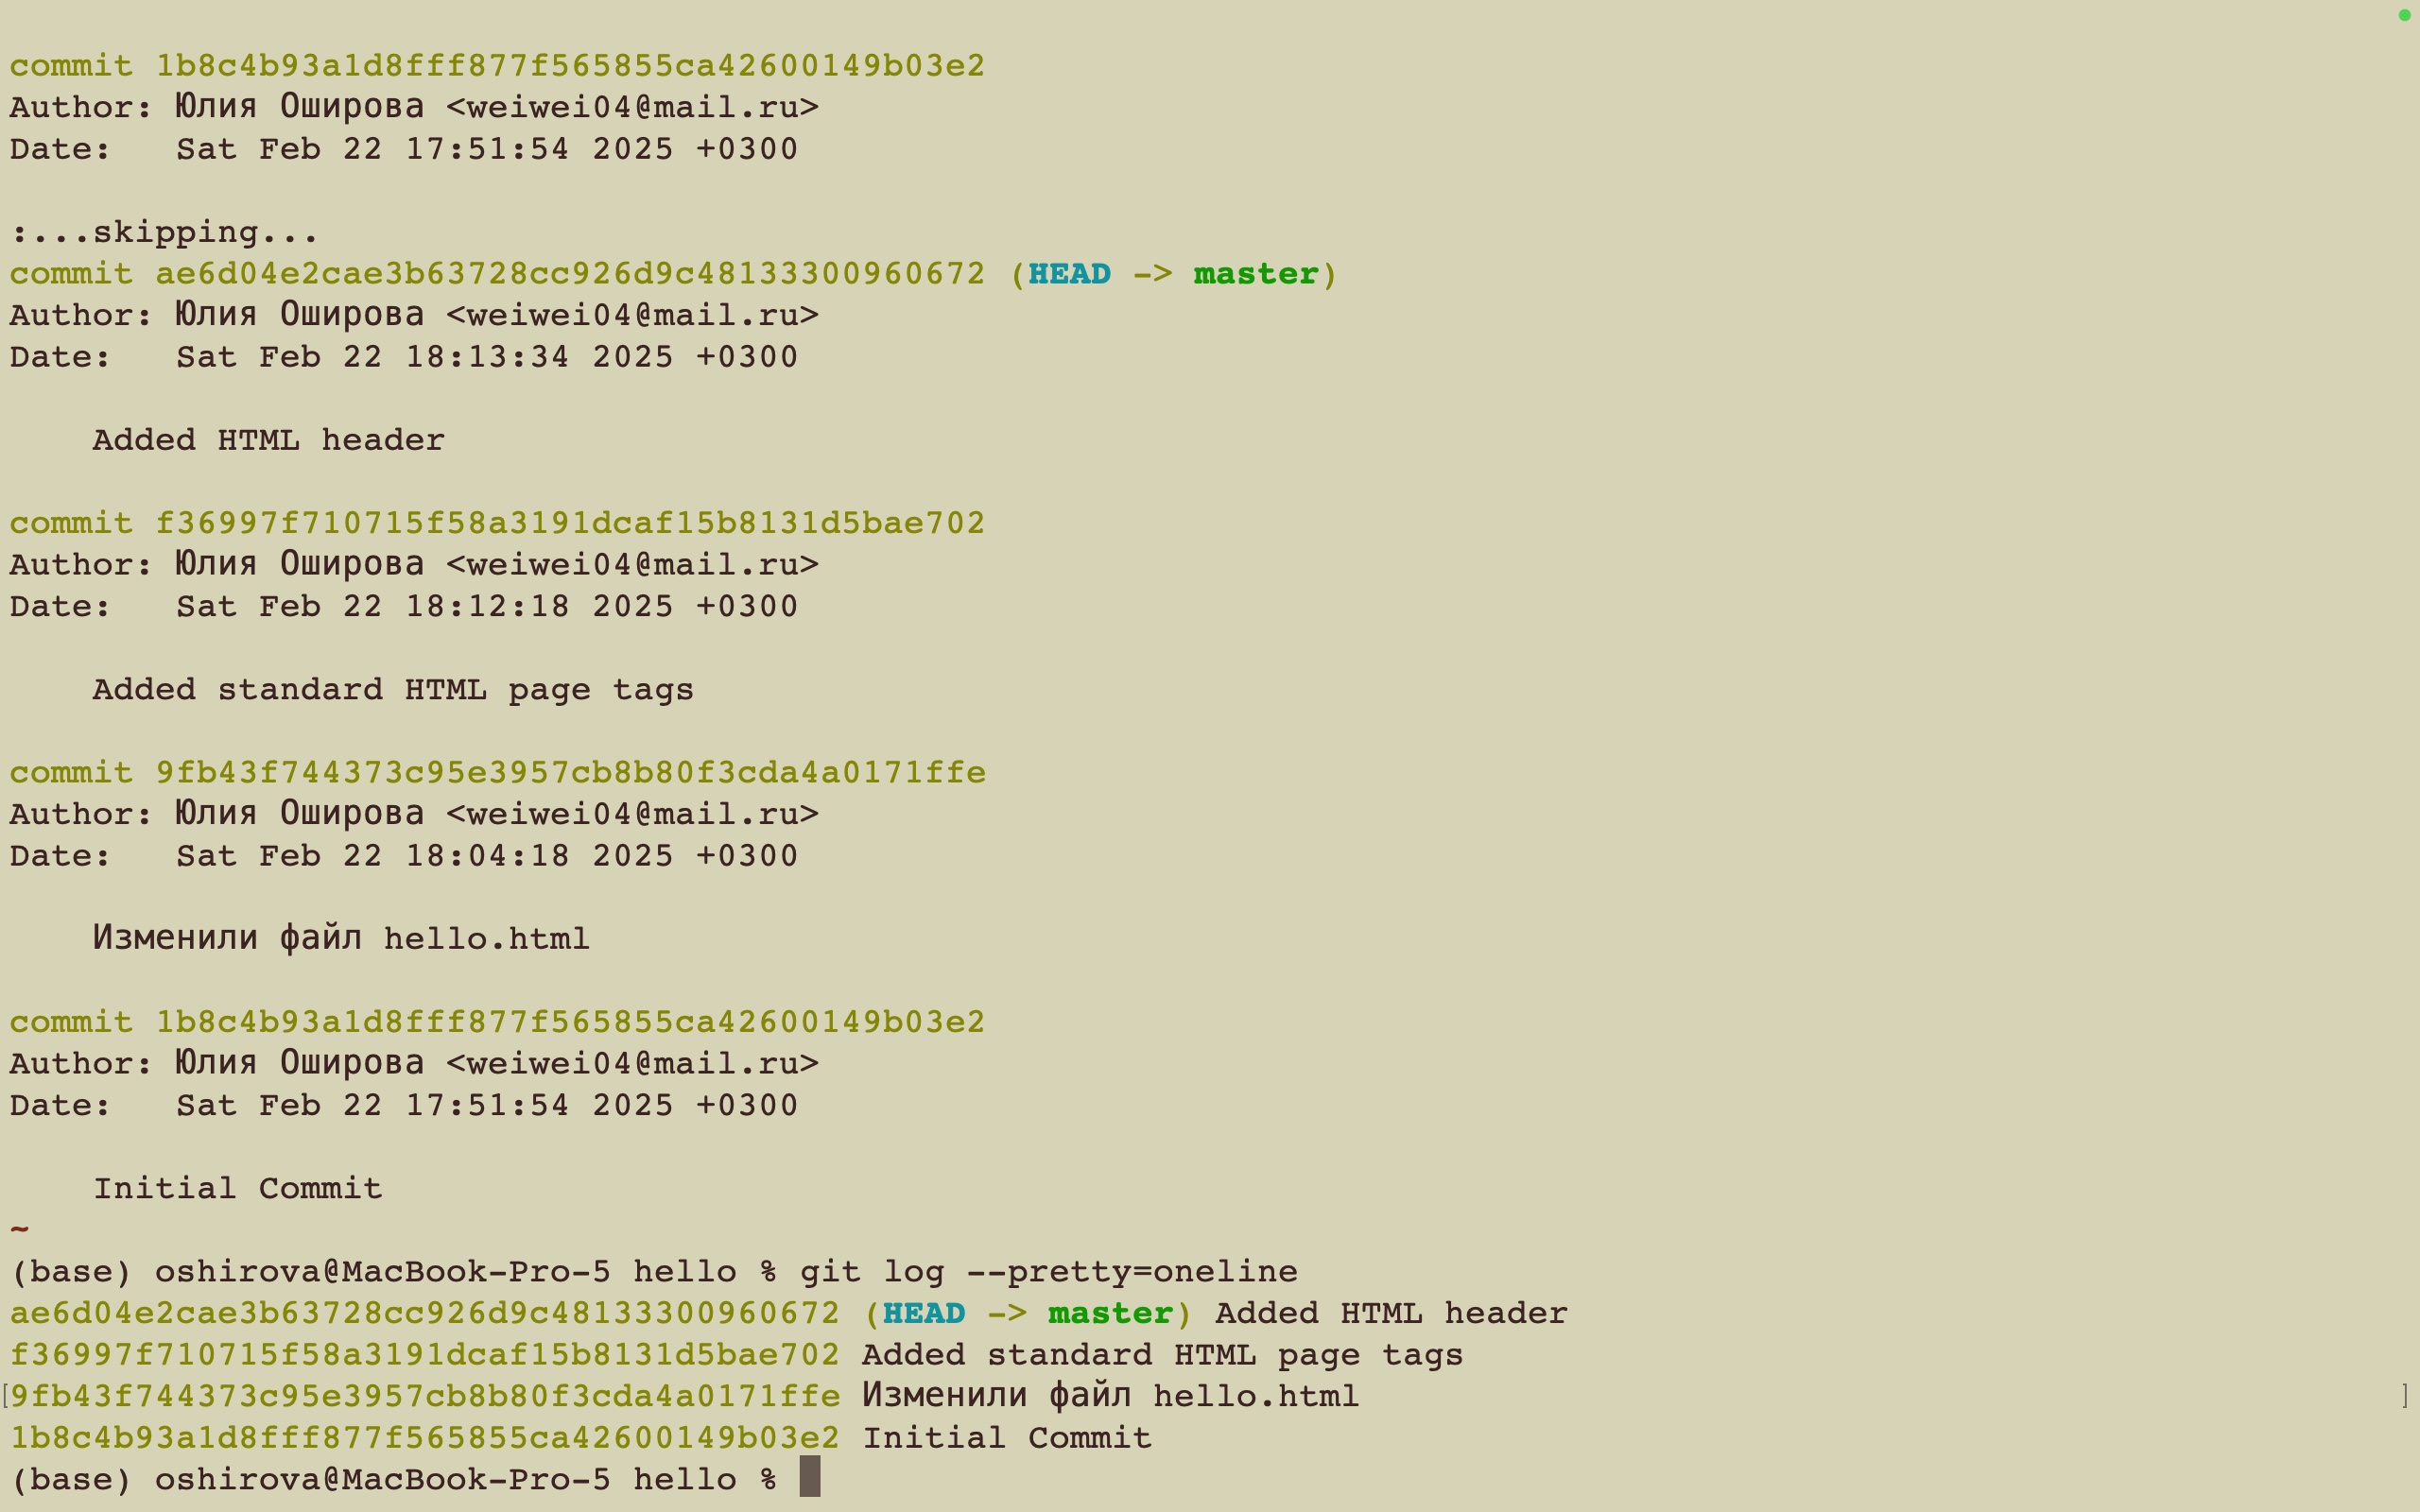 commit 1b8c4b93a1d8fff877f565855ca42600149b03e2
Author: Юлия Оширова <weiwei04@mail.ru>
Date:   Sat Feb 22 17:51:54 2025 +0300
:...skipping...
commit ae6d04e2cae3b63728cc926d9c48133300960672 (HEAD -> master)
Author: Юлия Оширова <weiwei04@mail.ru>
Date:   Sat Feb 22 18:13:34 2025 +0300
    Added HTML header
commit f36997f710715f58a3191dcaf15b8131d5bae702
Author: Юлия Оширова <weiwei04@mail.ru>
Date:   Sat Feb 22 18:12:18 2025 +0300
    Added standard HTML page tags
commit 9fb43f744373c95e3957cb8b80f3cda4a0171ffe
Author: Юлия Оширова <weiwei04@mail.ru>
Date:   Sat Feb 22 18:04:18 2025 +0300
    Изменили файл hello.html
commit 1b8c4b93a1d8fff877f565855ca42600149b03e2
Author: Юлия Оширова <weiwei04@mail.ru>
Date:   Sat Feb 22 17:51:54 2025 +0300
    Initial Commit
~
(base) oshirova@MacBook-Pro-5 hello % git log --pretty=oneline
ae6d04e2cae3b63728cc926d9c48133300960672 (HEAD -> master) Added HTML header
f36997f710715f58a3191dcaf15b8131d5bae702 Added standard HTML page tags
[9fb43f744373c95e3957cb8b80f3cda4a0171ffe Изменили файл hello.html ]
1b8c4b93a1d8fff877f565855ca42600149b03e2 Initial Commit
(base) oshirova@MacBook-Pro-5 hello %